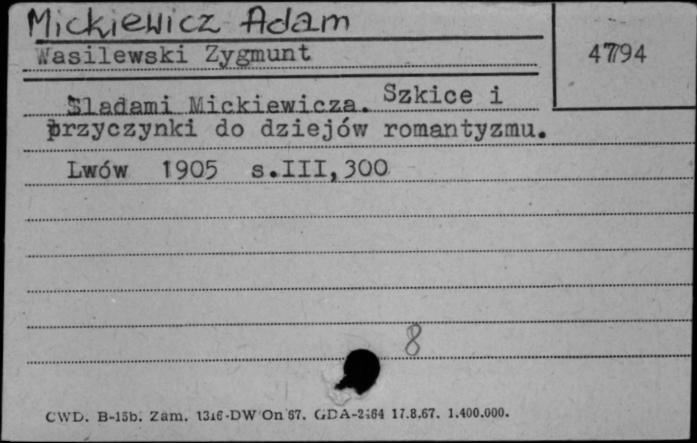 Mickiewicz Adam
Wasilewski Zygmunt
4794
Śladami Mickiewicza. Szkice i
przyczynki do dziejów romantyzmu.
Lwów 1905 s.III,300
8
CWD. B-15b. Zam. 1316-DW On 67. GDA-2464 17.8.67. 1.400.000.